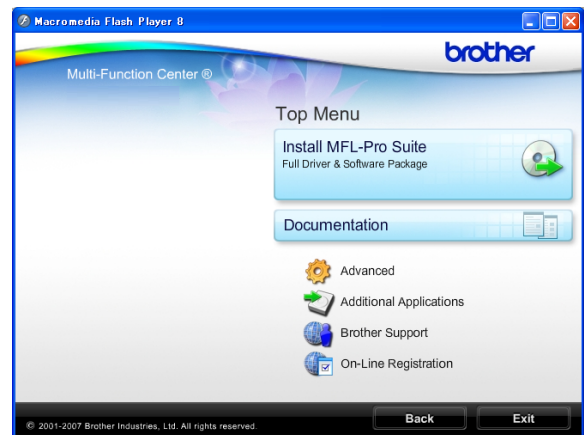 Macromedia Flash Player 8
brother
Multi-Function Center ®
Top Menu
Install MFL-Pro Suite
Full Driver & Software Package
Documentation
Advanced
Additional Applications
Brother Support
On-Line Registration
© 2001-2007 Brother Industries, Ltd. All rights reserved.
Back
Exit